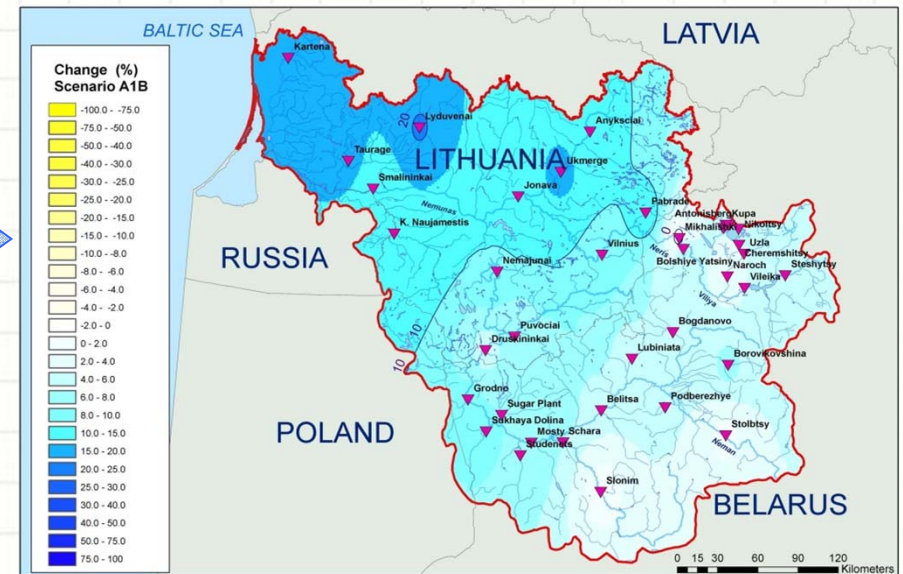 BALTIC SEA
LATVIA
Kartena
Change (%)
Scenario A1B
-100.0 - -75.0
-75.0 - -50.0
-50.0 - -40.0
-40.0 - -30.0
-30.0 - -25.0
-25.0 - -20.0
-20.0 - -15.0
-15.0 - -10.0
-10.0 - -8.0
-8.0 - -6.0
-6.0 - -4.0
-4.0 - -2.0
-2.0 - 0
0 - 2.0
2.0 - 4.0
4.0 - 6.0
6.0 - 8.0
8.0 - 10.0
10.0 - 15.0
15.0 - 20.0
20.0 - 25.0
25.0 - 30.0
30.0 - 40.0
40.0 - 50.0
50.0 - 75.0
75.0 - 100
20
Lyduvenai
Anyksciai
Taurage
LITHUANIA
Ukmerge
Smalininkai
Jonava
Nemunas
Pabrade
K. Naujamestis
Antonisberg
Kupa
Mikhalishki
Nikoltsy
0
Vilnius
Neris
Uzla
Cheremshitsy
RUSSIA
Nemajunai
Bolshiye Yatsiny
Naroch
Steshytsy
Vileika
Viliya
10
Puvociai
Bogdanovo
Druskininkai
Lubiniata
Borovikovshina
10
Grodno
Sugar Plant
Belitsa
Podberezhye
Sukhaya Dolina
POLAND
Mosty
Schara
Stolbtsy
Studenets
Neman
Slonim
BELARUS
0 15 30 60 90 120
Kilometers